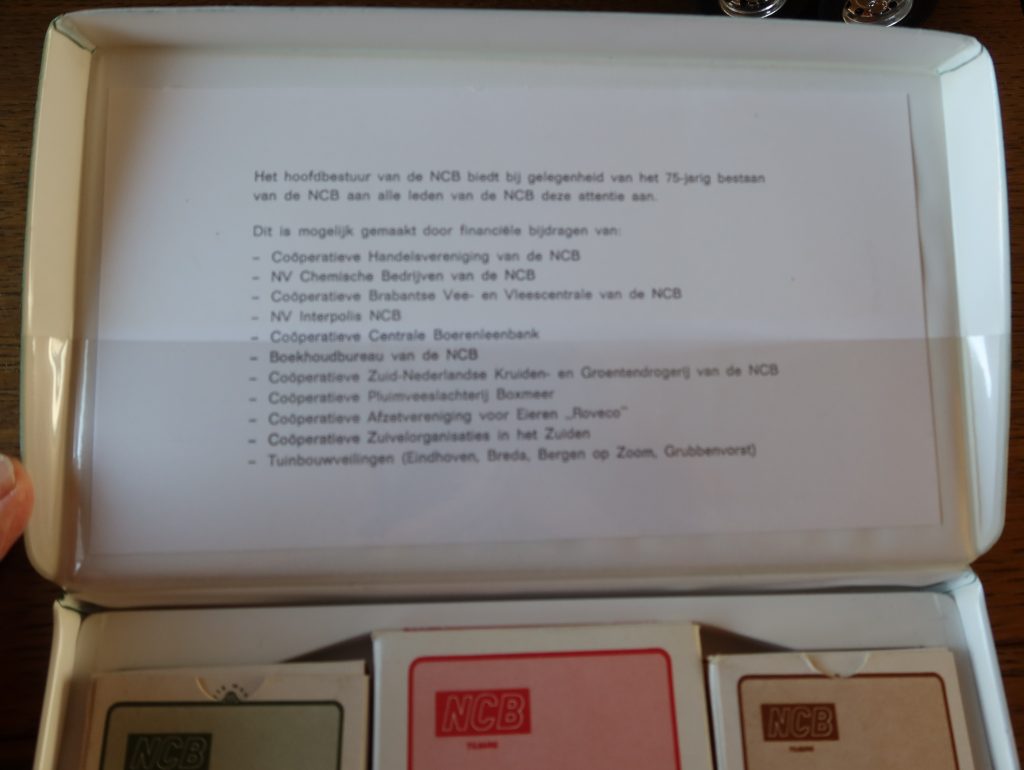 Het hoofdbestuur van de NCB biedt bij gelegenheid van het 75-jarig bestaan
van de NCB aan alle leden van de NCB deze attentie aan.
Dit is mogelijk gemaakt door financiële bijdragen van:
– Coöperatieve Handelsvereniging van de NCB
– NV Chemische Bedrijven van de NCB
– Coöperatieve Brabantse Vee- en Vleescentrale van de NCB
– NV Interpolis NCB
– Coöperatieve Centrale Boerenleenbank
– Boekhoudbureau van de NCB
– Coöperatieve Zuid-Nederlandse Kruiden- en Groentendrogerij van de NCB
– Coöperatieve Pluimveeslachterij Boxmeer
– Coöperatieve Afzetvereniging voor Eieren „Roveco”
– Coöperatieve Zuivelorganisaties in het Zuiden
– Tuinbouwveilingen (Eindhoven, Breda, Bergen op Zoom, Grubbenvorst)
NCB
NCB
TILBURG
NCB
TILBURG